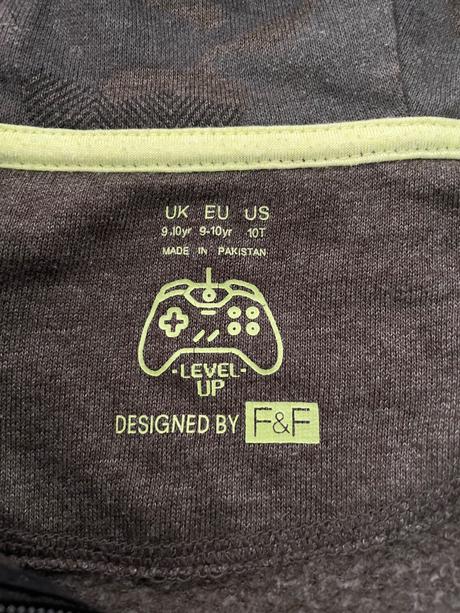 UK EU US
9-10yr 9-10yr 10T
MADE IN PAKISTAN
-LEVEL-
UP
DESIGNED BY F&F